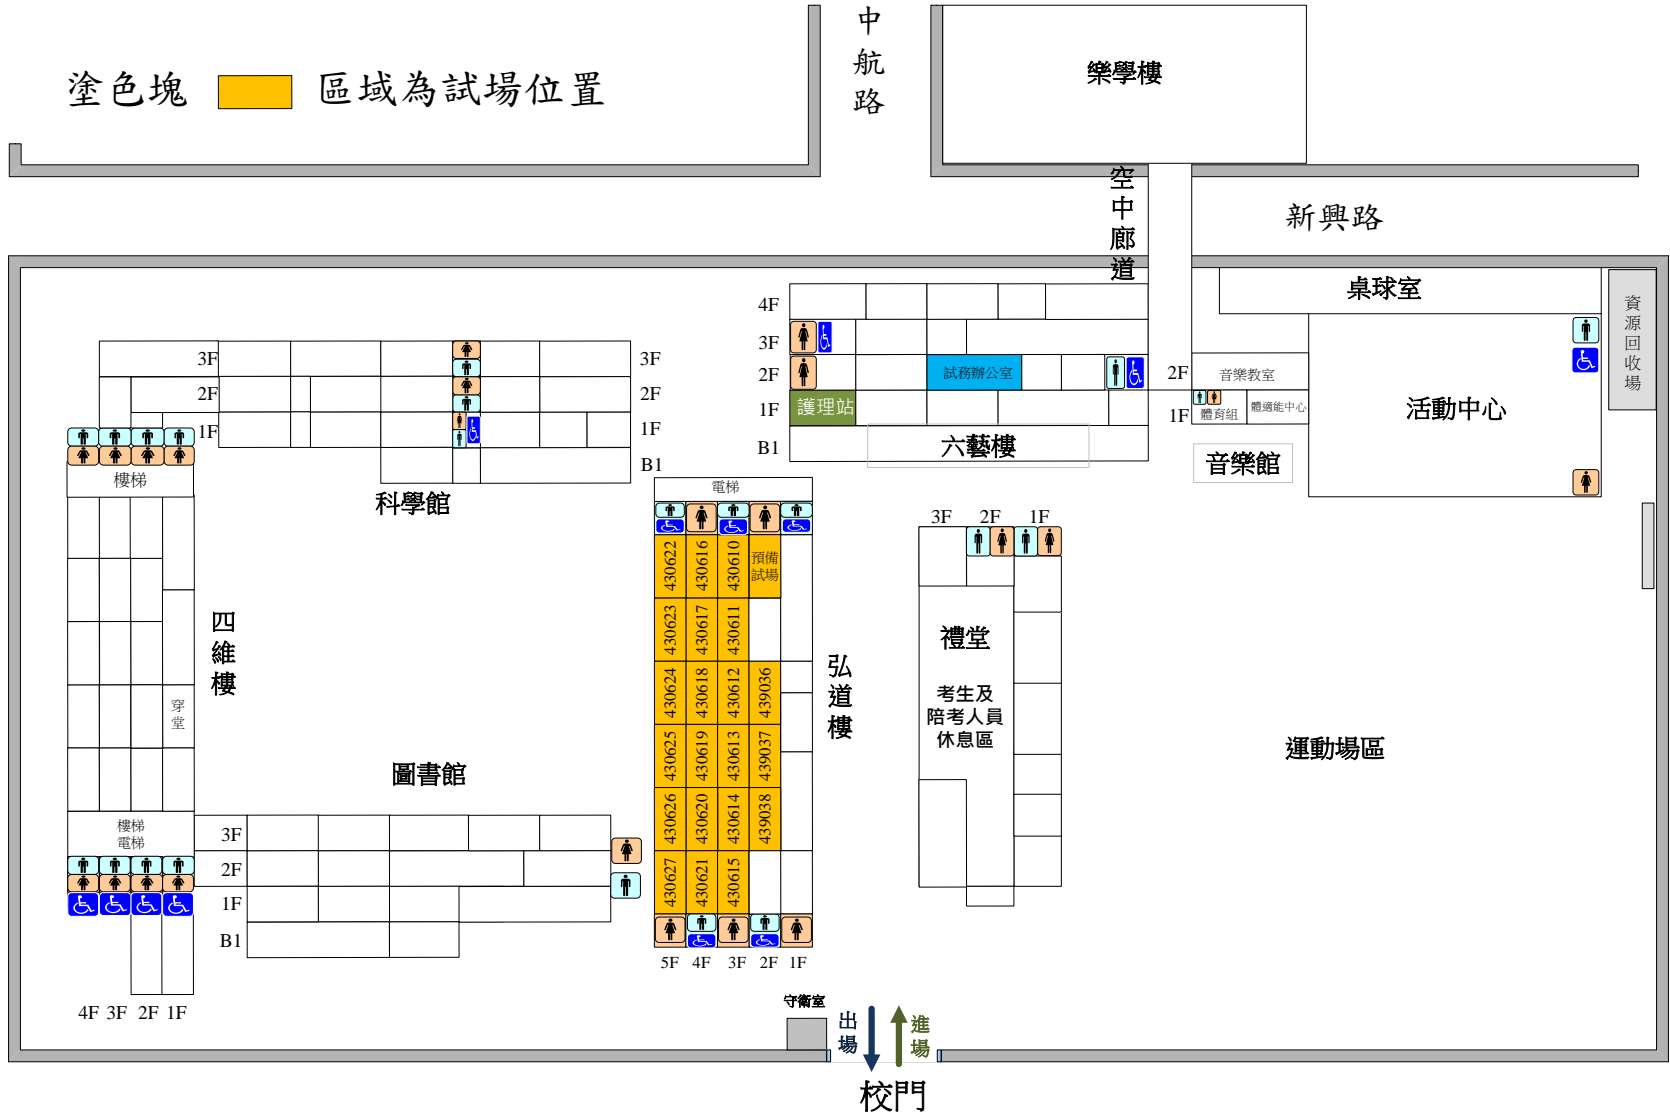 塗色塊 區域為試場位置
中航路
樂學樓
空中廊道
新興路
桌球室
資源回收場
4F
3F
2F
1F
B1
試務辦公室
護理站
六藝樓
2F
音樂教室
1F
體育組
體適能中心
音樂館
活動中心
3F
3F
2F
2F
1F
1F
B1
科學館
樓梯
四維樓
穿堂
樓梯
電梯
4F 3F 2F 1F
圖書館
3F
2F
1F
B1
電梯
430622 430616 430610 預備試場
430623 430617 430611
430624 430618 430612 439036
430625 430619 430613 439037
430626 430620 430614 439038
430627 430621 430615
5F 4F 3F 2F 1F
弘道樓
3F 2F 1F
禮堂
考生及
陪考人員
休息區
運動場區
守衛室
出場
進場
校門